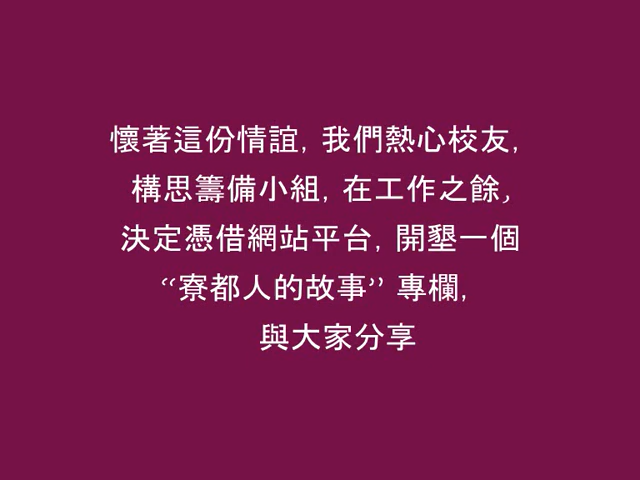 懷著這份情誼, 我們熱心校友,
構思籌備小組, 在工作之餘,
決定憑借網站平台, 開墾一個
“寮都人的故事” 專欄,
與大家分享